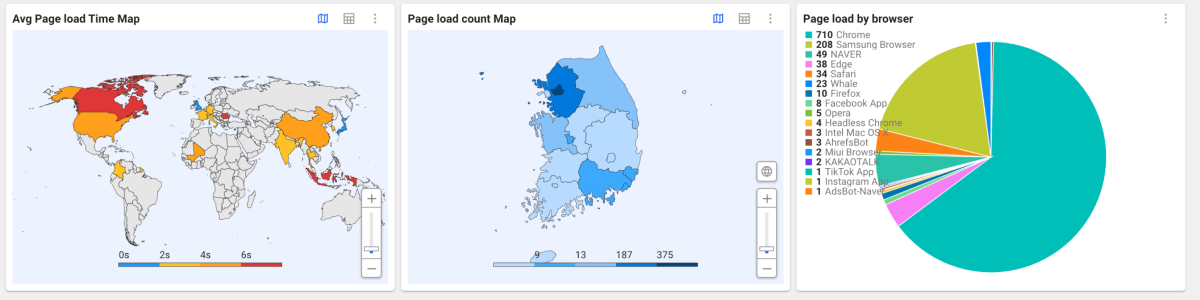 Avg Page load Time Map
0s 2s 4s 6s
Page load count Map
9 13 187 375
Page load by browser
710 Chrome
208 Samsung Browser
49 NAVER
38 Edge
34 Safari
23 Whale
10 Firefox
8 Facebook App
5 Opera
4 Headless Chrome
3 Intel Mac OS X
3 AhrefsBot
2 Miui Browser
2 KAKAOTALK
1 TikTok App
1 Instagram App
1 AdsBot-Naver